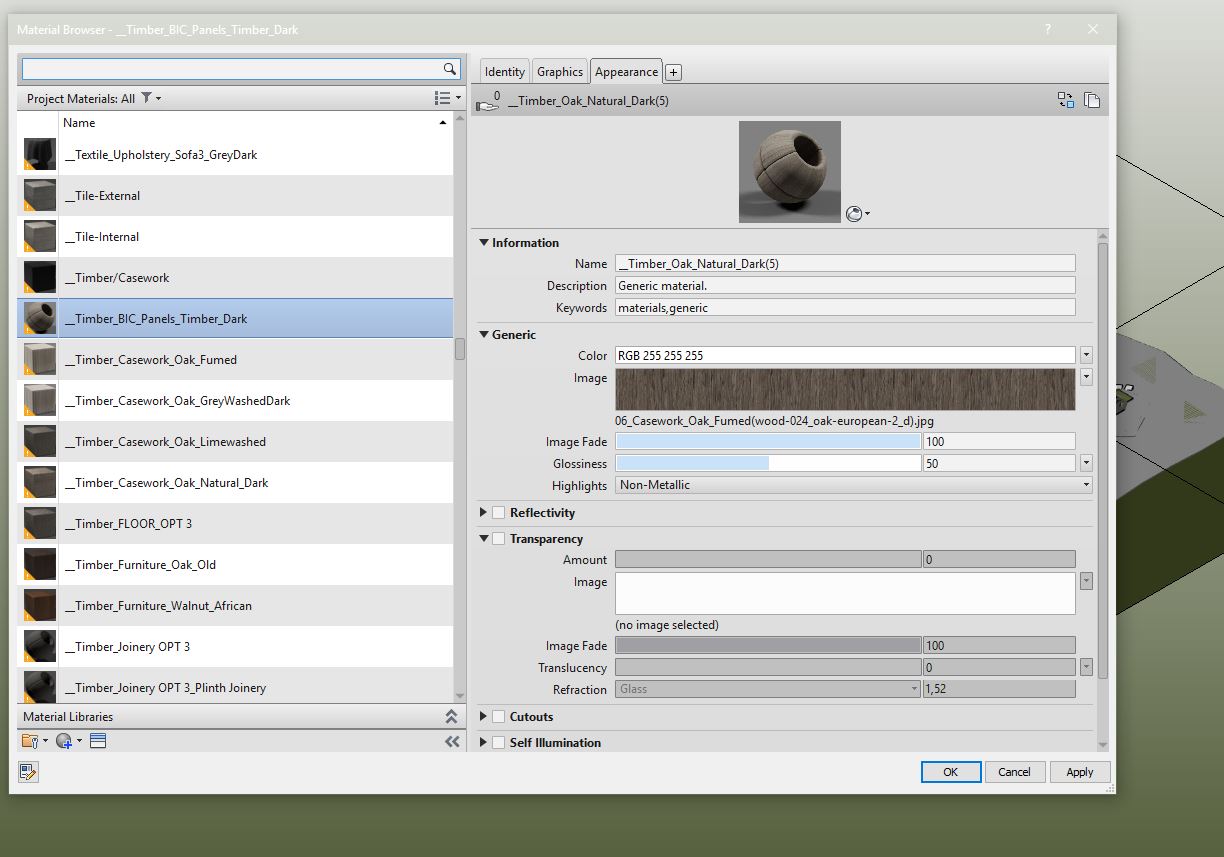 Material Browser - __Timber_BIC_Panels_Timber_Dark
?
Project Materials: All
Name
__Textile_Upholstery_Sofa3_GreyDark
__Tile-External
__Tile-Internal
__Timber/Casework
__Timber_BIC_Panels_Timber_Dark
__Timber_Casework_Oak_Fumed
__Timber_Casework_Oak_GreyWashedDark
__Timber_Casework_Oak_Limewashed
__Timber_Casework_Oak_Natural_Dark
__Timber_FLOOR_OPT 3
__Timber_Furniture_Oak_Old
__Timber_Furniture_Walnut_African
__Timber_Joinery OPT 3
__Timber_Joinery OPT 3_Plinth Joinery
Material Libraries
Identity Graphics Appearance +
0 __Timber_Oak_Natural_Dark(5)
Information
Name __Timber_Oak_Natural_Dark(5)
Description Generic material.
Keywords materials,generic
Generic
Color RGB 255 255 255
Image
06_Casework_Oak_Fumed(wood-024_oak-european-2_d).jpg
Image Fade 100
Glossiness 50
Highlights Non-Metallic
Reflectivity
Transparency
Amount 0
Image
(no image selected)
Image Fade 100
Translucency 0
Refraction Glass 1,52
Cutouts
Self Illumination
OK Cancel Apply